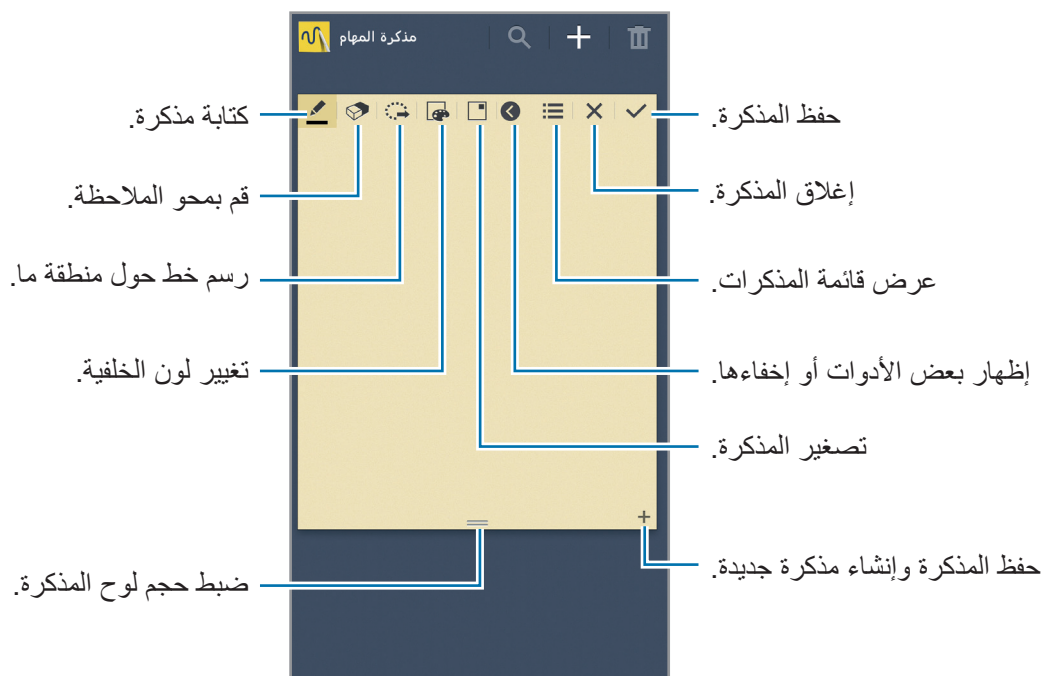 مذكرة المهام
حفظ المذكرة.
كتابة مذكرة.
إغلاق المذكرة.
قم بمحو الملاحظة.
عرض قائمة المذكرات.
رسم خط حول منطقة ما.
إظهار بعض الأدوات أو إخفاءها.
تغيير لون الخلفية.
تصغير المذكرة.
حفظ المذكرة وإنشاء مذكرة جديدة.
ضبط حجم لوح المذكرة.